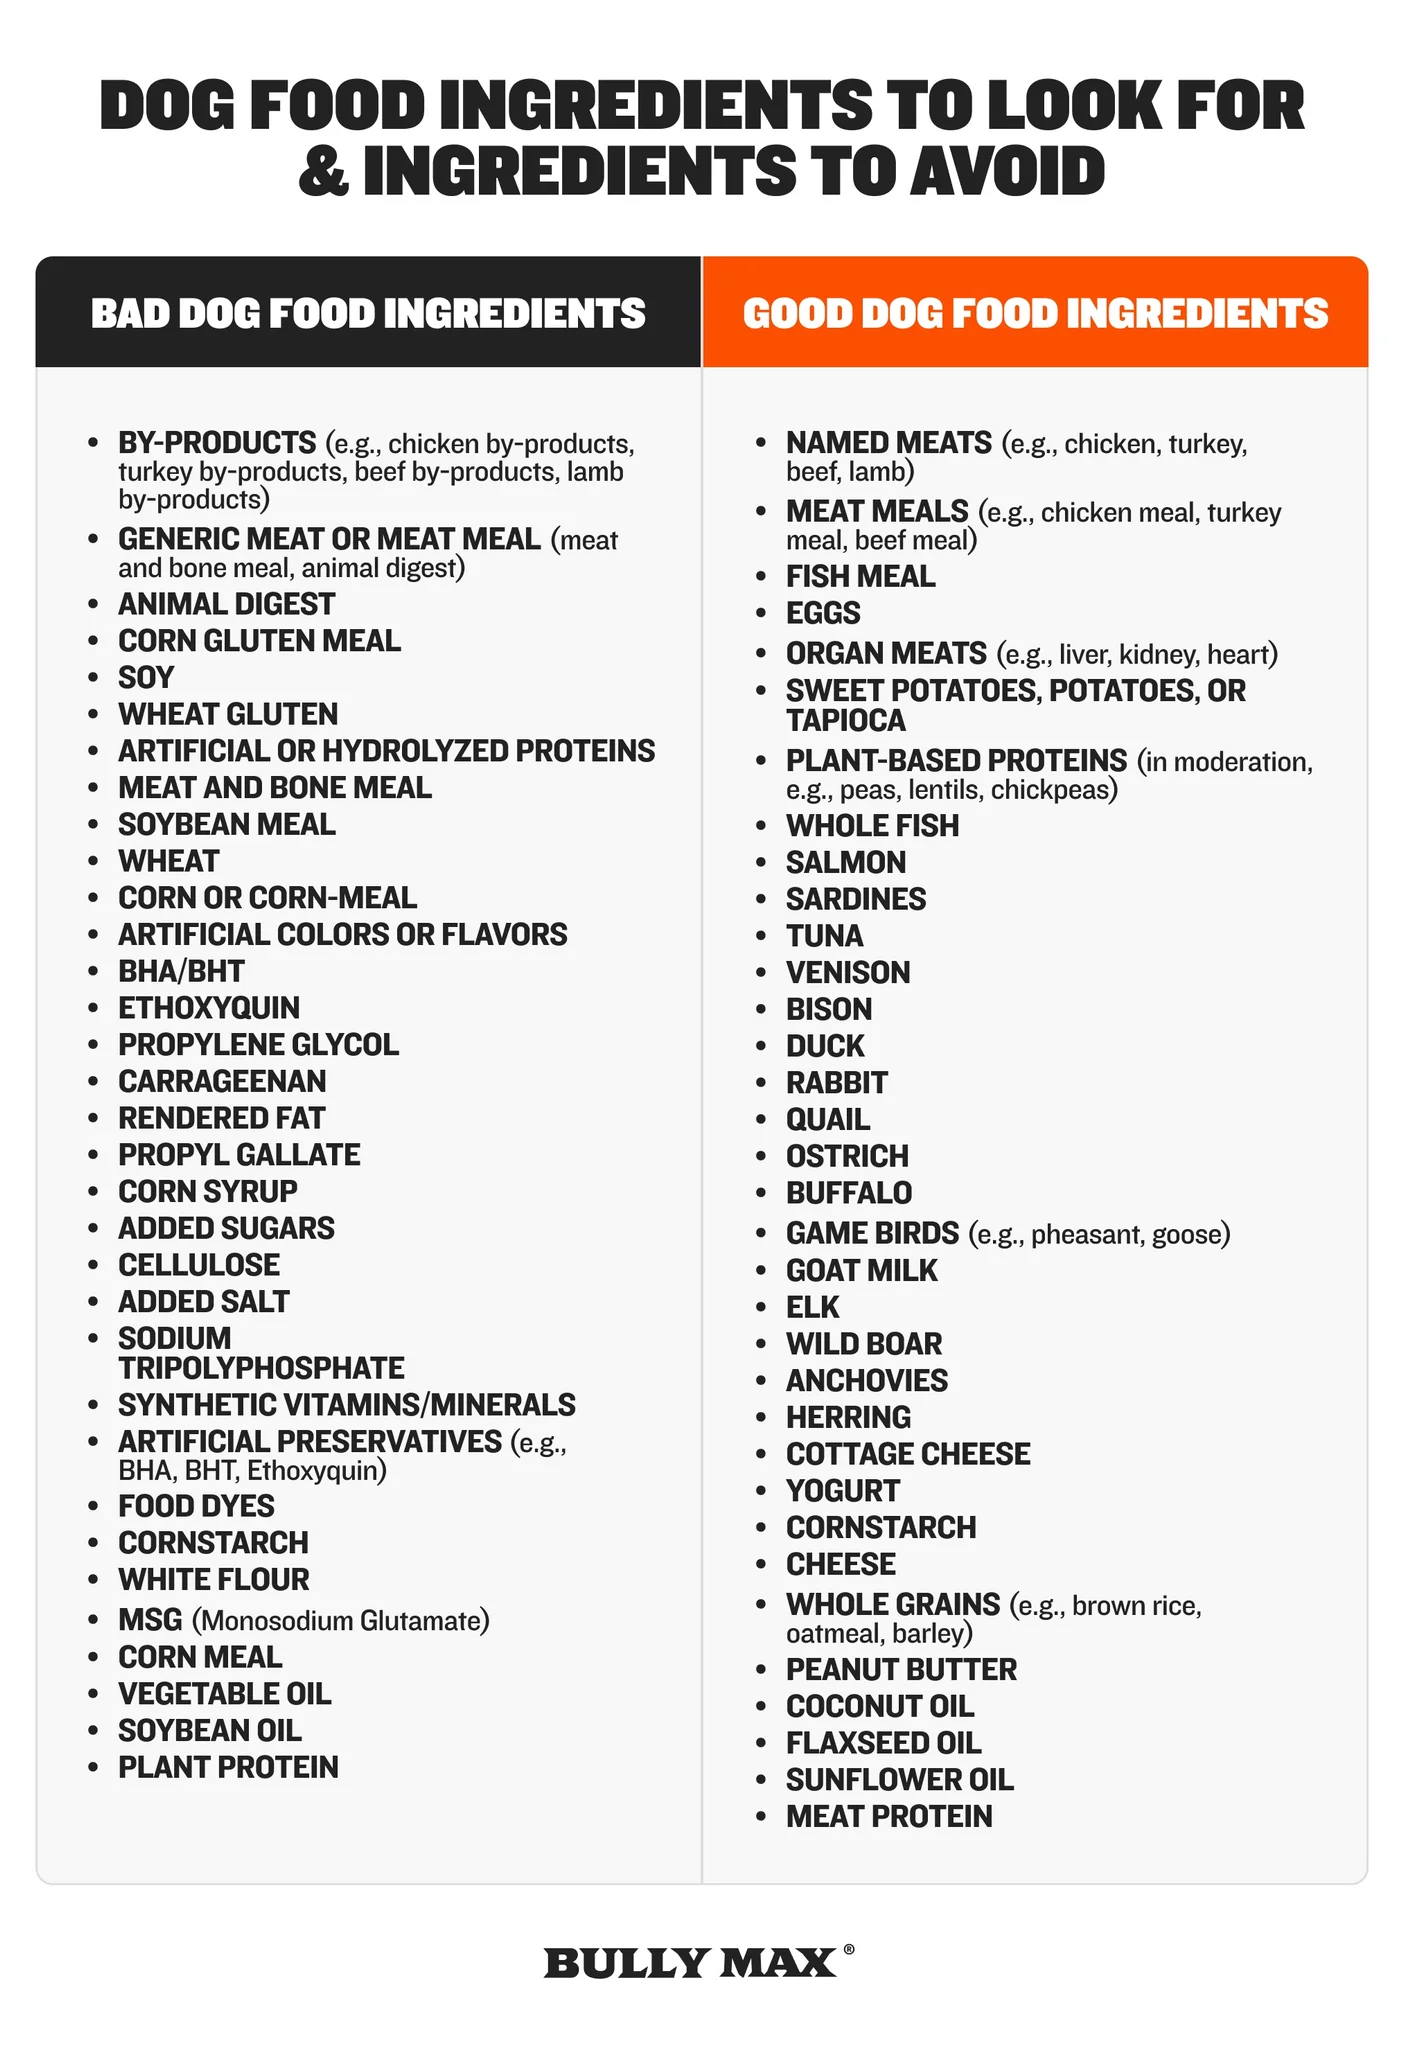 DOG FOOD INGREDIENTS TO LOOK FOR
& INGREDIENTS TO AVOID
BAD DOG FOOD INGREDIENTS
• BY-PRODUCTS (e.g., chicken by-products,
turkey by-products, beef by-products, lamb
by-products)
• GENERIC MEAT OR MEAT MEAL (meat
and bone meal, animal digest)
• ANIMAL DIGEST
• CORN GLUTEN MEAL
• SOY
• WHEAT GLUTEN
• ARTIFICIAL OR HYDROLYZED PROTEINS
• MEAT AND BONE MEAL
• SOYBEAN MEAL
• WHEAT
• CORN OR CORN-MEAL
• ARTIFICIAL COLORS OR FLAVORS
• BHA/BHT
• ETHOXYQUIN
• PROPYLENE GLYCOL
• CARRAGEENAN
• RENDERED FAT
• PROPYL GALLATE
• CORN SYRUP
• ADDED SUGARS
• CELLULOSE
• ADDED SALT
• SODIUM
TRIPOLYPHOSPHATE
• SYNTHETIC VITAMINS/MINERALS
• ARTIFICIAL PRESERVATIVES (e.g.,
BHA, BHT, Ethoxyquin)
• FOOD DYES
• CORNSTARCH
• WHITE FLOUR
• MSG (Monosodium Glutamate)
• CORN MEAL
• VEGETABLE OIL
• SOYBEAN OIL
• PLANT PROTEIN
GOOD DOG FOOD INGREDIENTS
• NAMED MEATS (e.g., chicken, turkey,
beef, lamb)
• MEAT MEALS (e.g., chicken meal, turkey
meal, beef meal)
• FISH MEAL
• EGGS
• ORGAN MEATS (e.g., liver, kidney, heart)
• SWEET POTATOES, POTATOES, OR
TAPIOCA
• PLANT-BASED PROTEINS (in moderation,
e.g., peas, lentils, chickpeas)
• WHOLE FISH
• SALMON
• SARDINES
• TUNA
• VENISON
• BISON
• DUCK
• RABBIT
• QUAIL
• OSTRICH
• BUFFALO
• GAME BIRDS (e.g., pheasant, goose)
• GOAT MILK
• ELK
• WILD BOAR
• ANCHOVIES
• HERRING
• COTTAGE CHEESE
• YOGURT
• CORNSTARCH
• CHEESE
• WHOLE GRAINS (e.g., brown rice,
oatmeal, barley)
• PEANUT BUTTER
• COCONUT OIL
• FLAXSEED OIL
• SUNFLOWER OIL
• MEAT PROTEIN
BULLY MAX ®